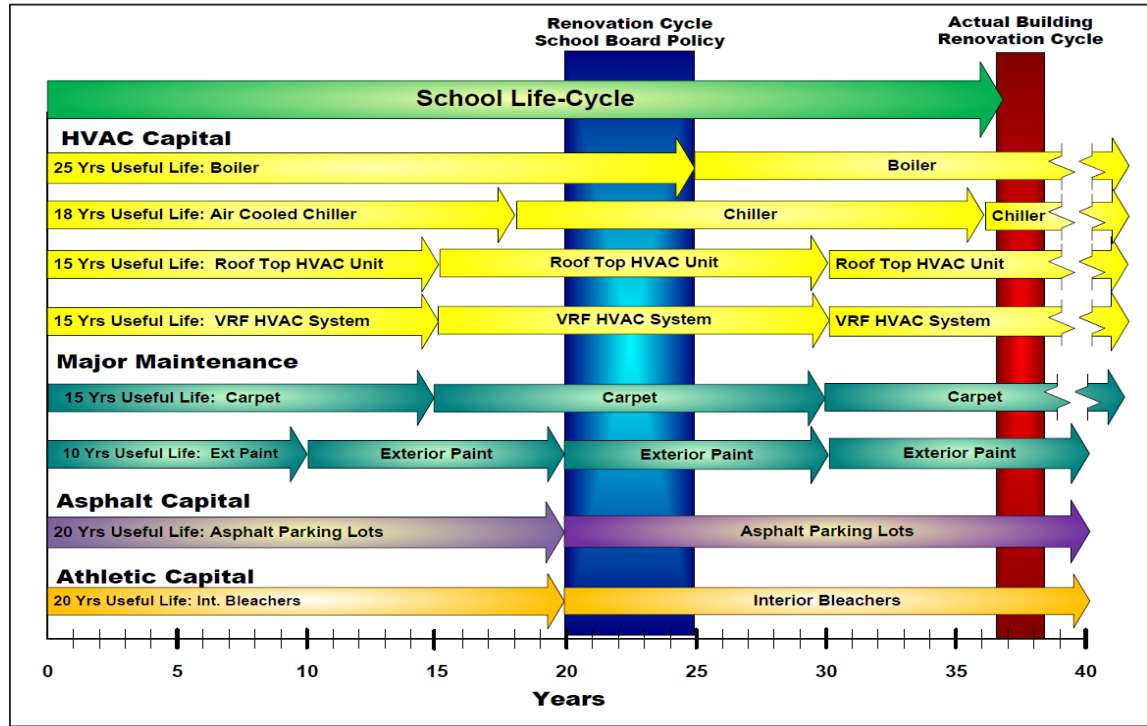 Renovation Cycle
School Board Policy
Actual Building
Renovation Cycle
School Life-Cycle
HVAC Capital
25 Yrs Useful Life: Boiler
Boiler
18 Yrs Useful Life: Air Cooled Chiller
Chiller
Chiller
15 Yrs Useful Life: Roof Top HVAC Unit
Roof Top HVAC Unit
Roof Top HVAC Unit
15 Yrs Useful Life: VRF HVAC System
VRF HVAC System
VRF HVAC System
Major Maintenance
15 Yrs Useful Life: Carpet
Carpet
Carpet
10 Yrs Useful Life: Ext Paint
Exterior Paint
Exterior Paint
Exterior Paint
Asphalt Capital
20 Yrs Useful Life: Asphalt Parking Lots
Asphalt Parking Lots
Athletic Capital
20 Yrs Useful Life: Int. Bleachers
Interior Bleachers
0 5 10 15 20 25 30 35 40
Years